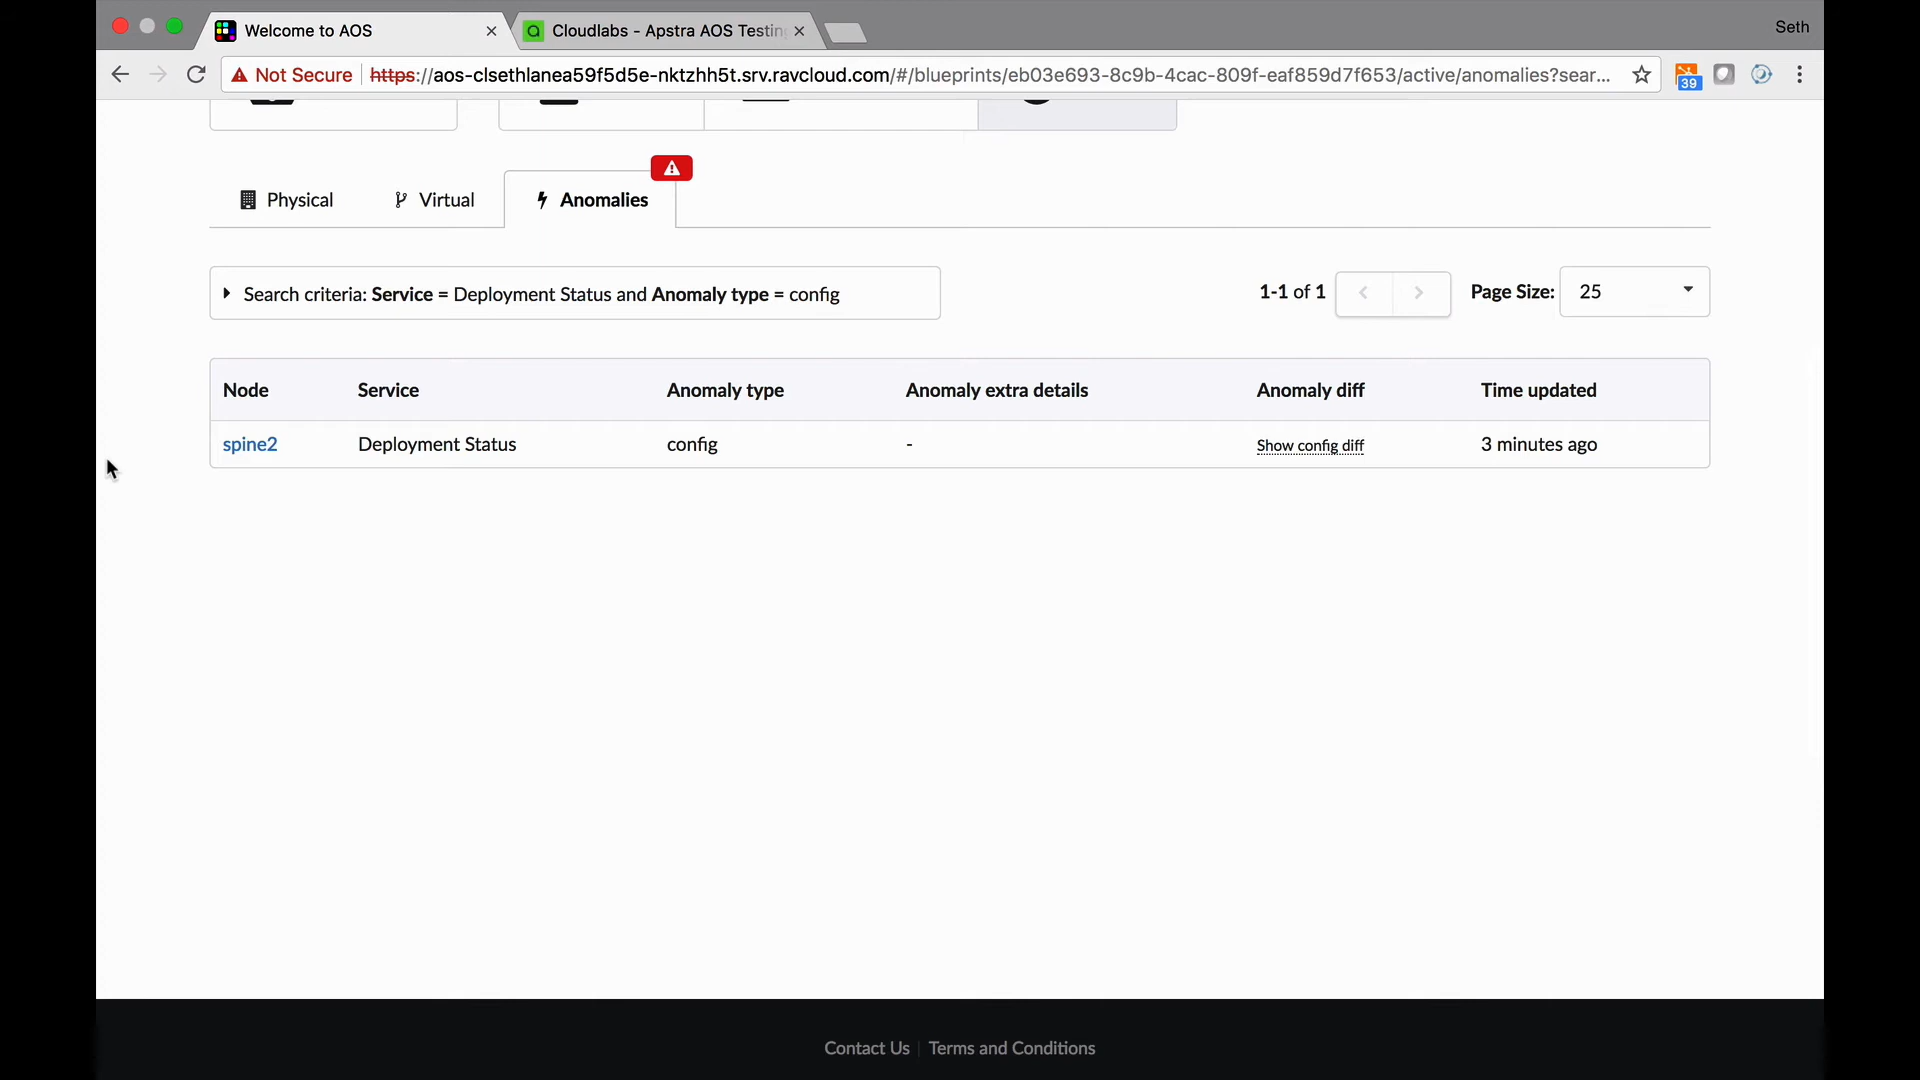 Welcome to AOS
Cloudlabs - Apstra AOS Testing
Seth
Not Secure https://aos-clsethlanea59f5d5e-nktzhh5t.srv.ravcloud.com/#/blueprints/eb03e693-8c9b-4cac-809f-eaf859d7f653/active/anomalies?sear...
39
Physical Virtual Anomalies
Search criteria: Service = Deployment Status and Anomaly type = config
1-1 of 1 Page Size: 25
Node Service Anomaly type Anomaly extra details Anomaly diff Time updated
spine2 Deployment Status config - Show config diff 3 minutes ago
Contact Us | Terms and Conditions